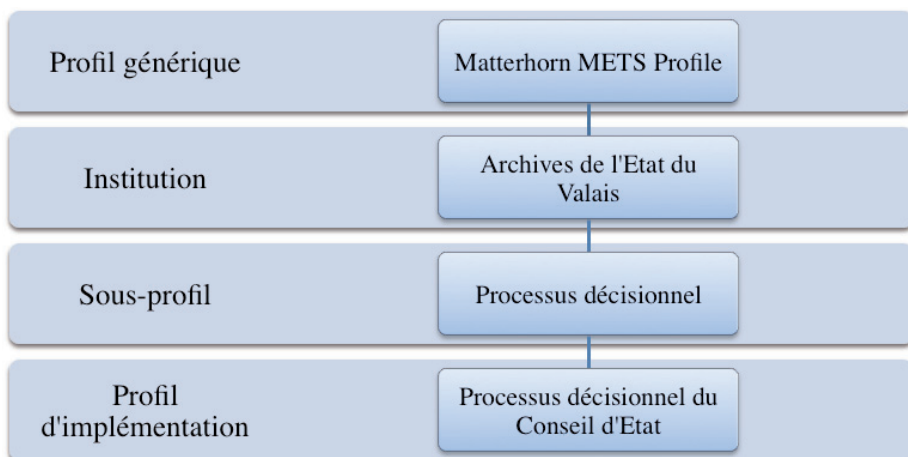 Profil générique
Matterhorn METS Profile
Institution
Archives de l'Etat du
Valais
Sous-profil
Processus décisionnel
Profil
d'implémentation
Processus décisionnel du
Conseil d'Etat